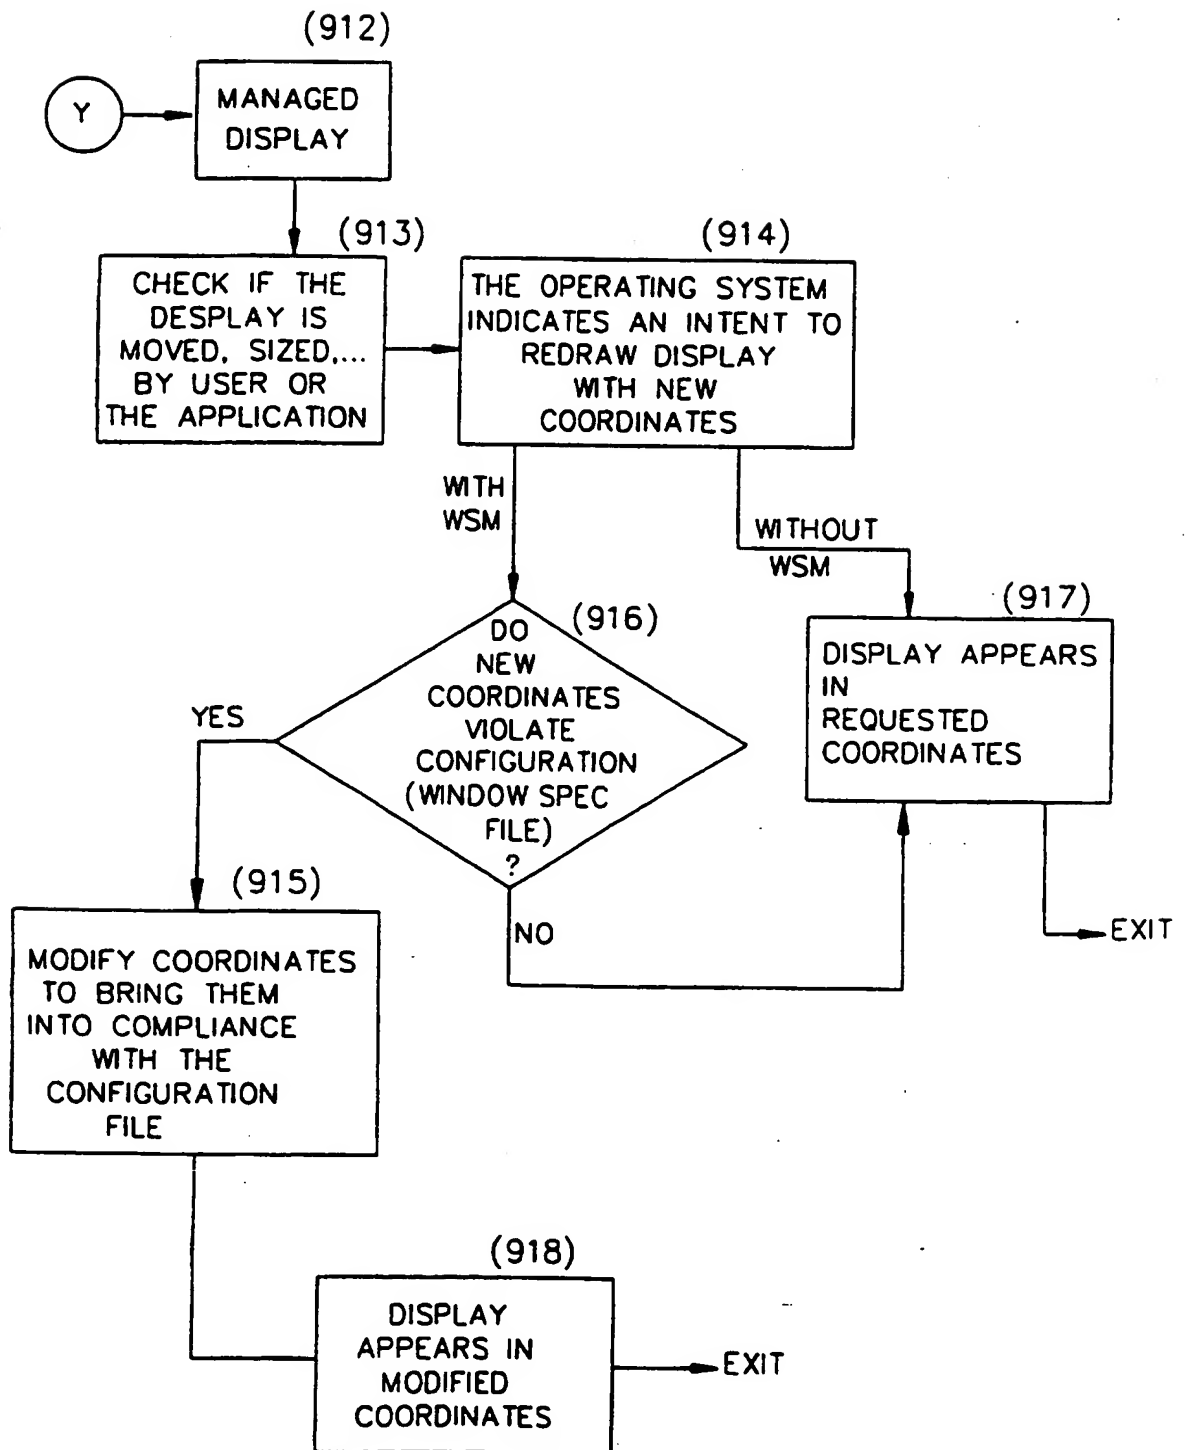 (912)
Y
MANAGED
DISPLAY
(913)
CHECK IF THE
DESPLAY IS
MOVED, SIZED,...
BY USER OR
THE APPLICATION
(914)
THE OPERATING SYSTEM
INDICATES AN INTENT TO
REDRAW DISPLAY
WITH NEW
COORDINATES
WITH
WSM
WITHOUT
WSM
(916)
DO
NEW
COORDINATES
VIOLATE
CONFIGURATION
(WINDOW SPEC
FILE)
?
YES
NO
(917)
DISPLAY APPEARS
IN
REQUESTED
COORDINATES
EXIT
(915)
MODIFY COORDINATES
TO BRING THEM
INTO COMPLIANCE
WITH THE
CONFIGURATION
FILE
(918)
DISPLAY
APPEARS IN
MODIFIED
COORDINATES
EXIT